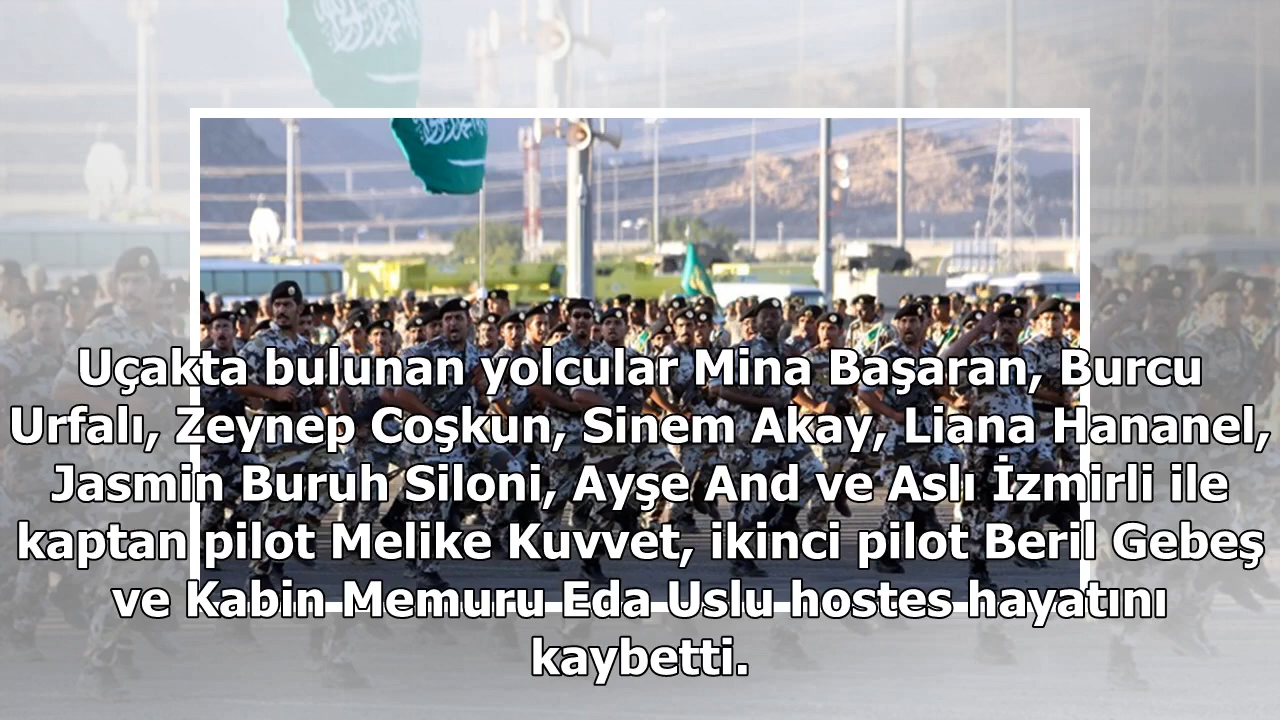 Uçakta bulunan yolcular Mina Başaran, Burcu
Urfalı, Zeynep Coşkun, Sinem Akay, Liana Hananel,
Jasmin Buruh Siloni, Ayşe And ve Aslı İzmirli ile
kaptan pilot Melike Kuvvet, ikinci pilot Beril Gebeş
ve Kabin Memuru Eda Uslu hostes hayatını
kaybetti.